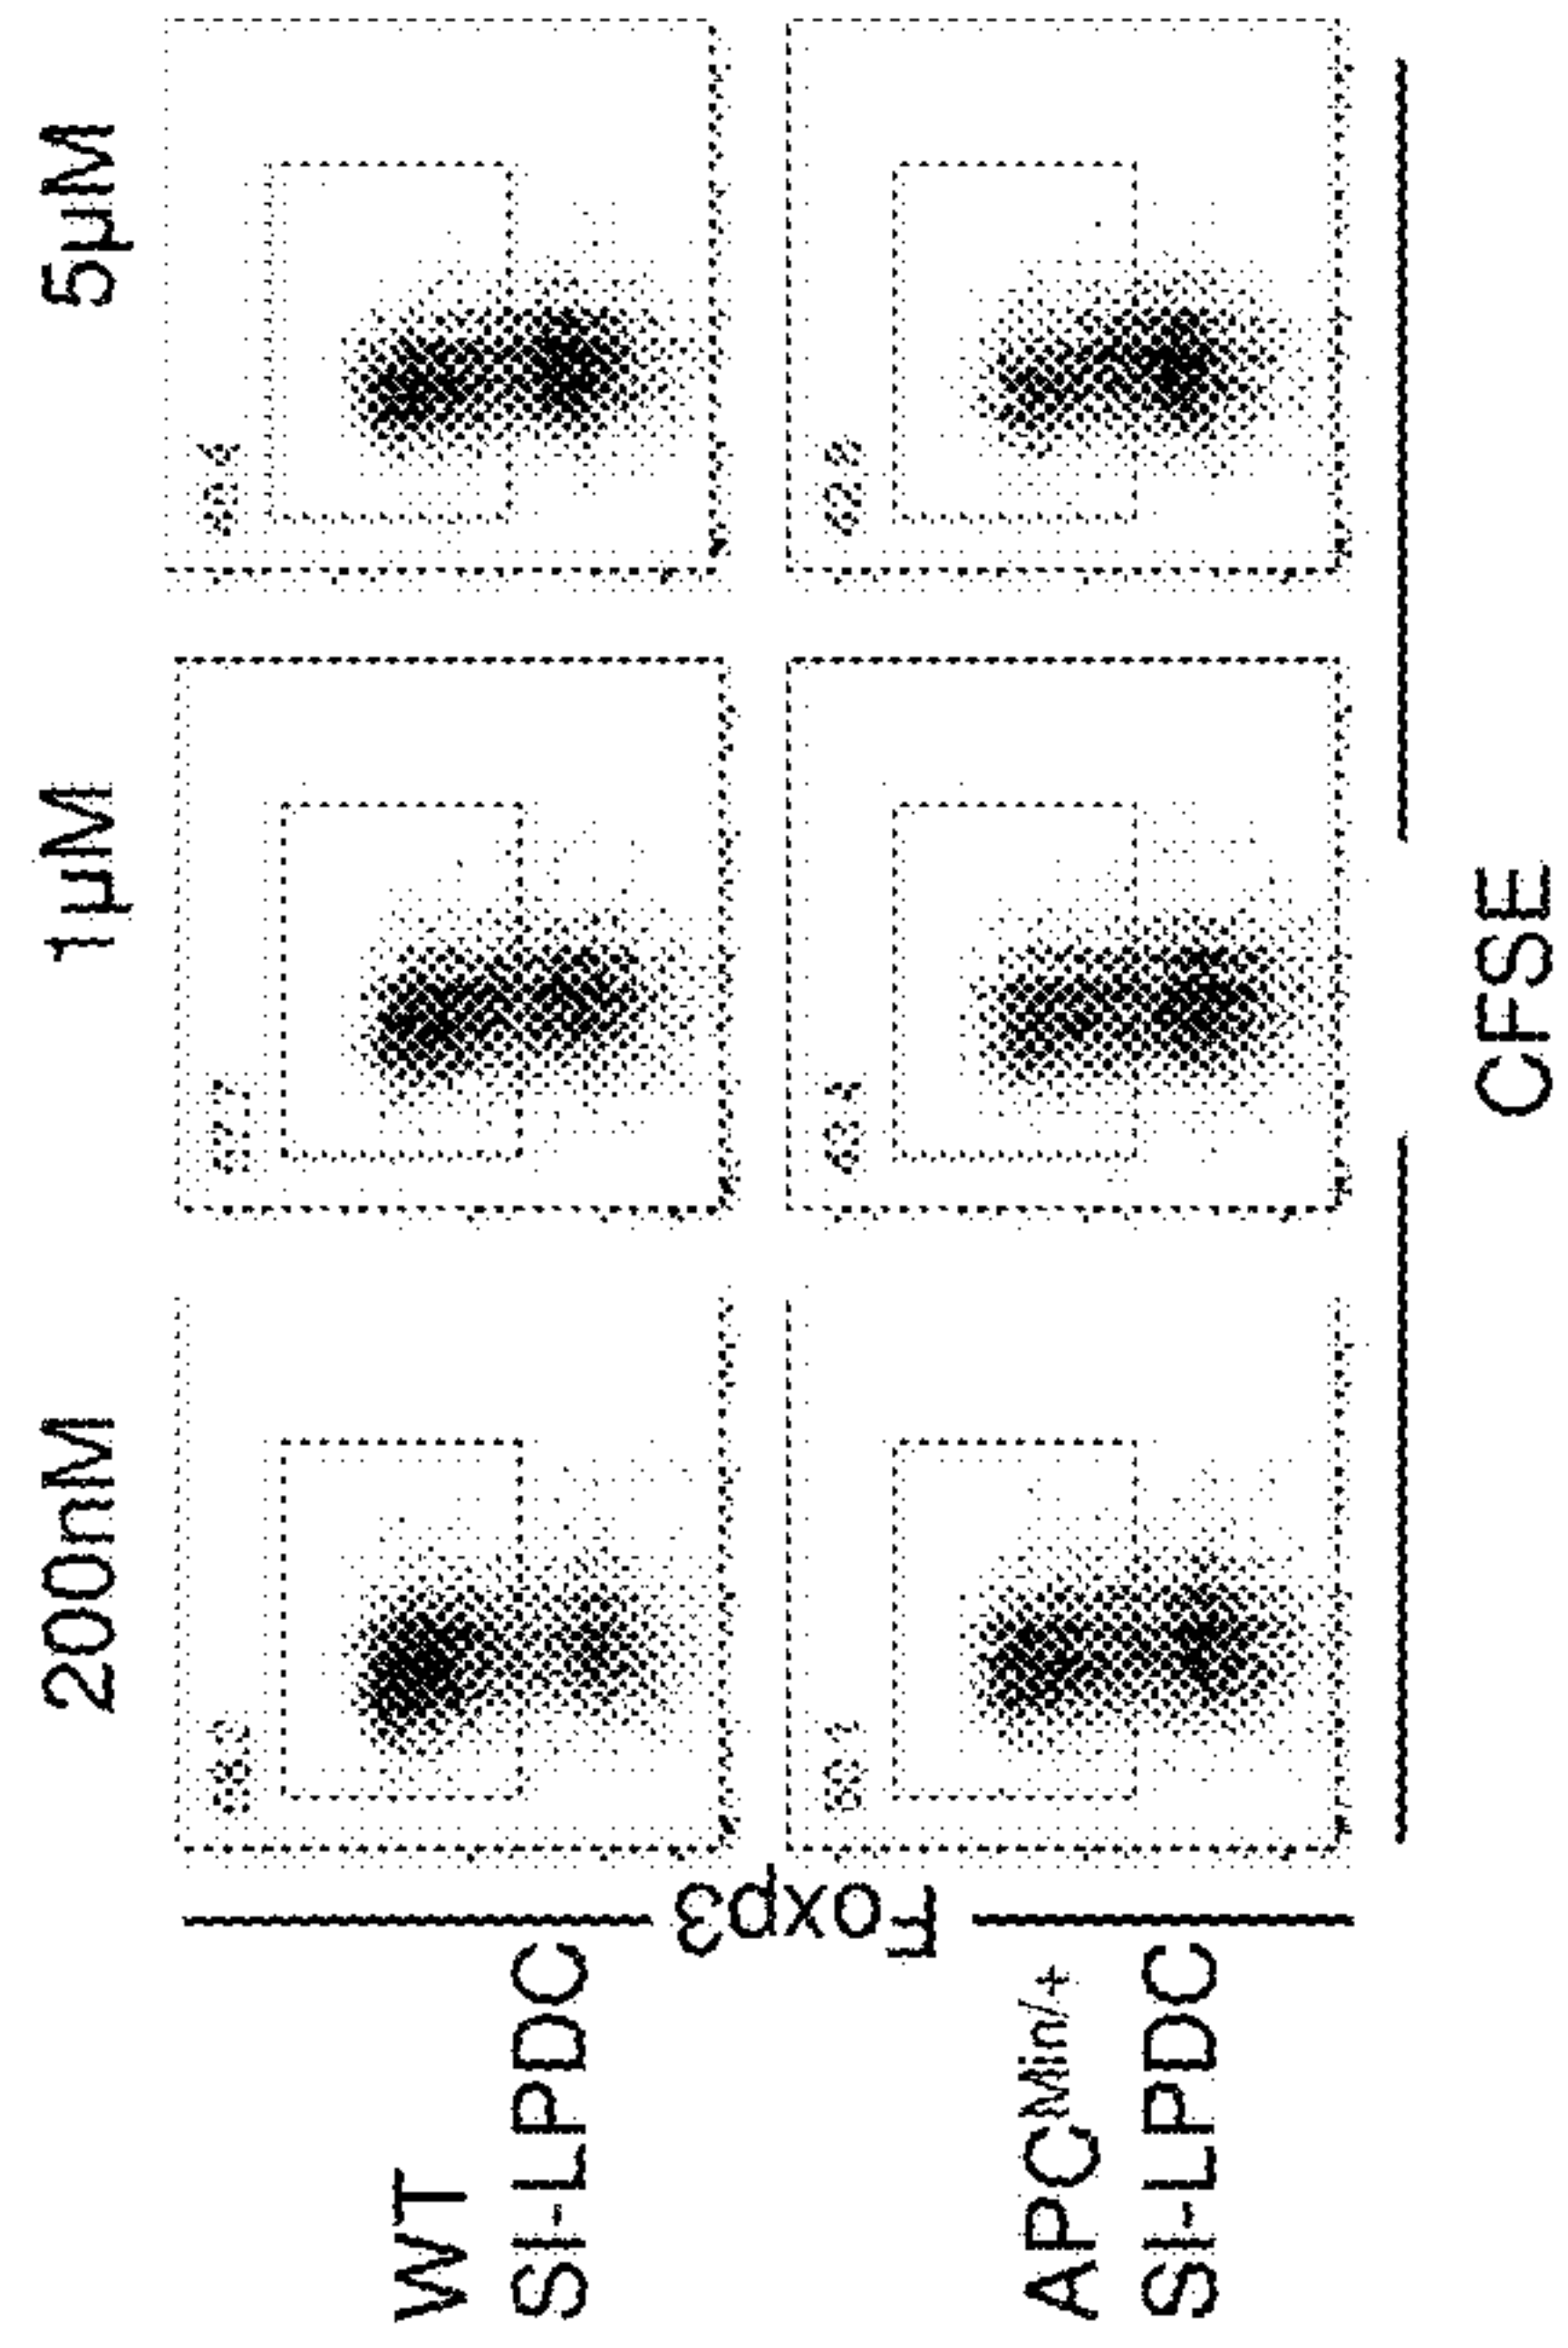 200nM 1µM 5µM
WT
SI-LPDC
Foxp3
APC^Min/+
SI-LPDC
CFSE